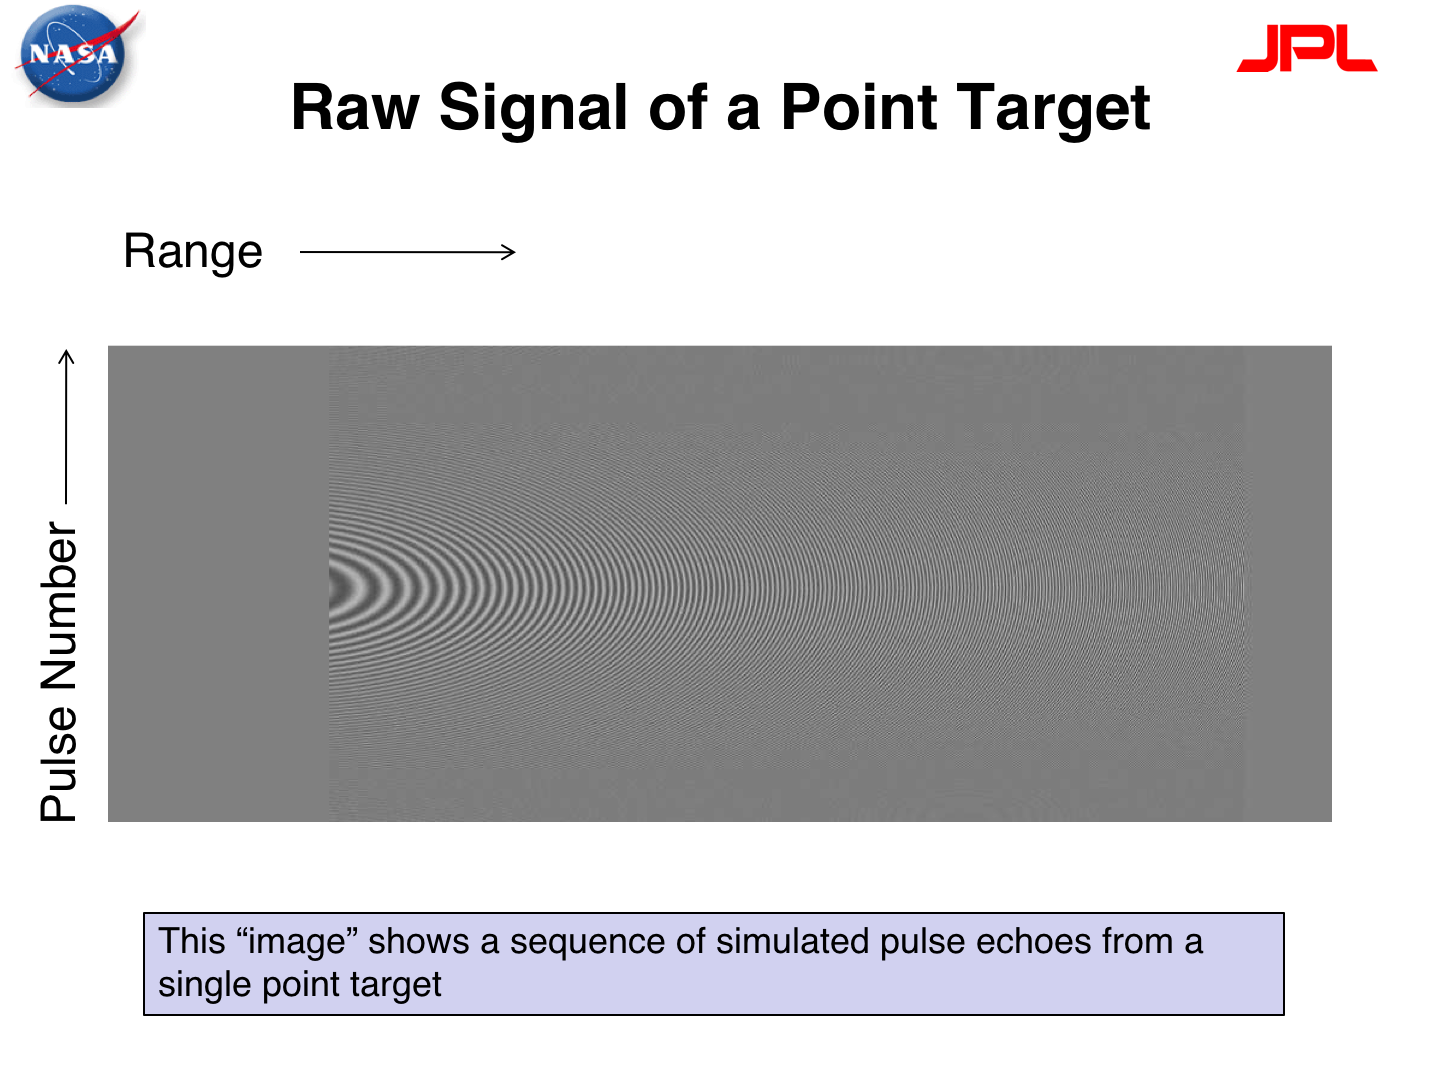 NASA
JPL
Raw Signal of a Point Target
Range
Pulse Number
This “image” shows a sequence of simulated pulse echoes from a
single point target